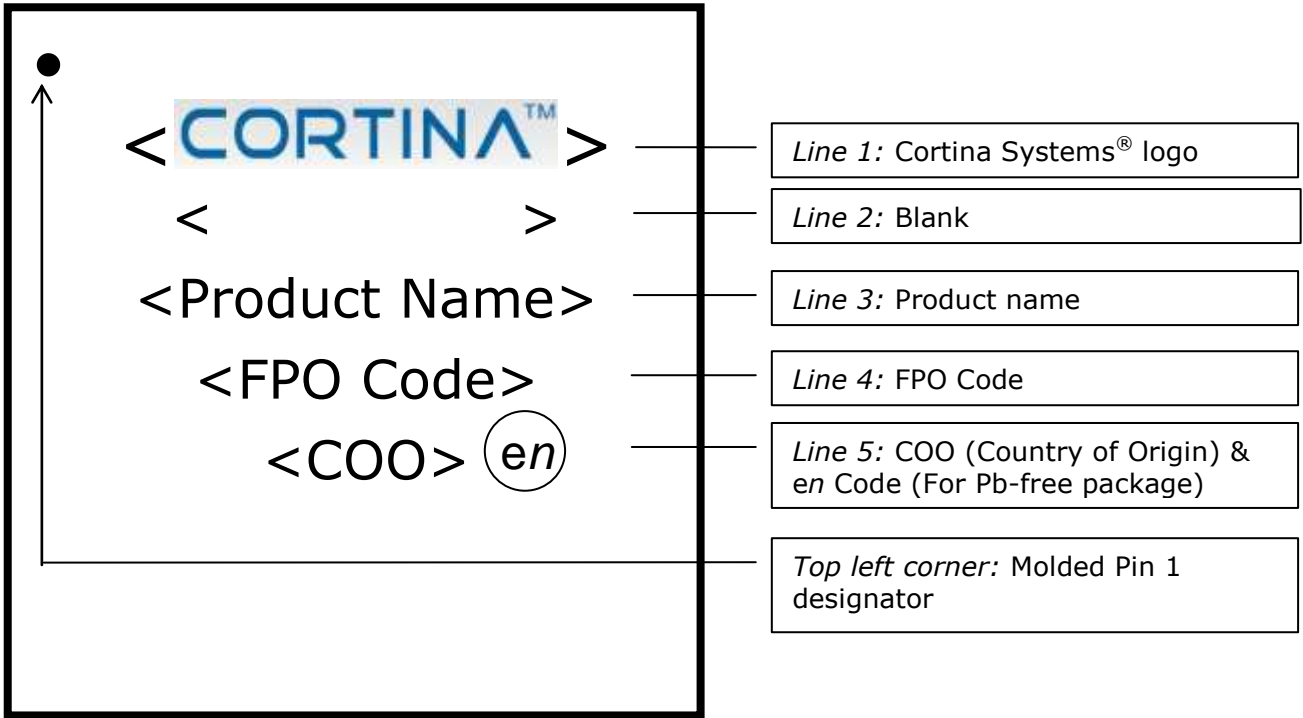 <CORTINA™>
< >
<Product Name>
<FPO Code>
<COO> en
Line 1: Cortina Systems® logo
Line 2: Blank
Line 3: Product name
Line 4: FPO Code
Line 5: COO (Country of Origin) &
en Code (For Pb-free package)
Top left corner: Molded Pin 1
designator